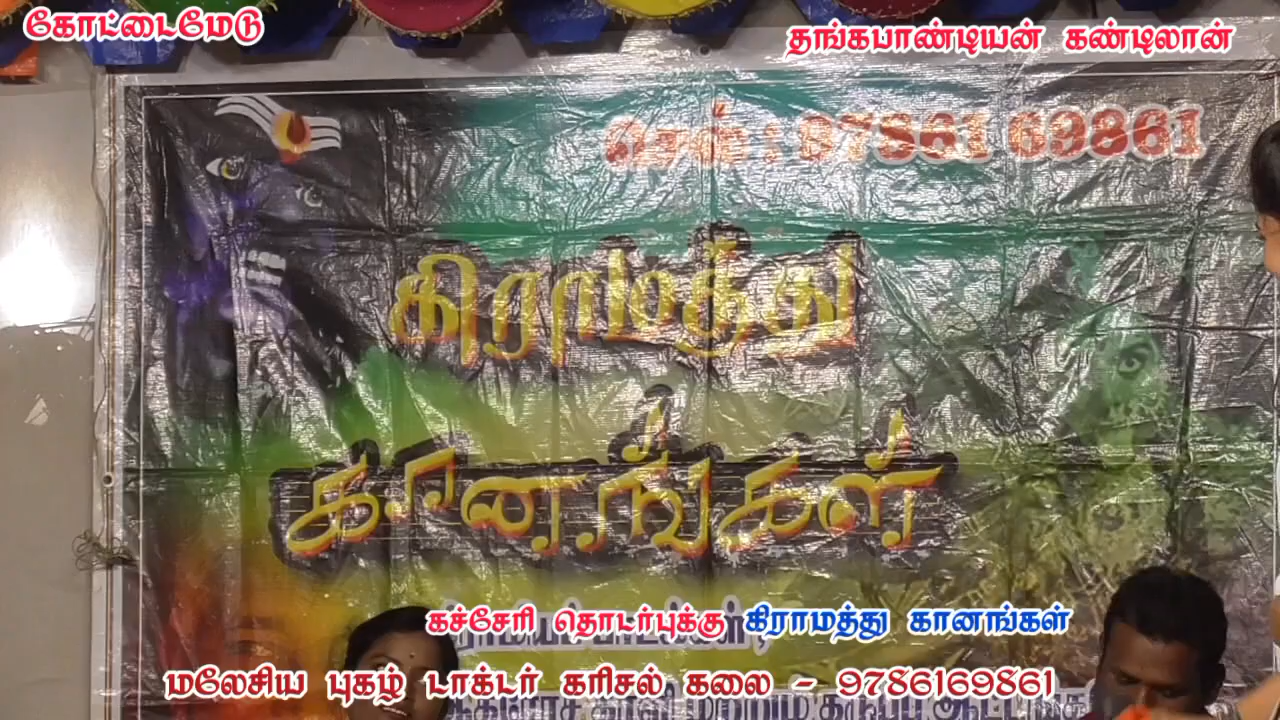 கோட்டைமேடு
தங்கபாண்டியன் கண்டிலான்
செல் : 97861 69861
கிராமத்து
கானங்கள்
கச்சேரி தொடர்புக்கு கிராமத்து கானங்கள்
மலேசிய புகழ் டாக்டர் கரிசல் கலை - 9786169861